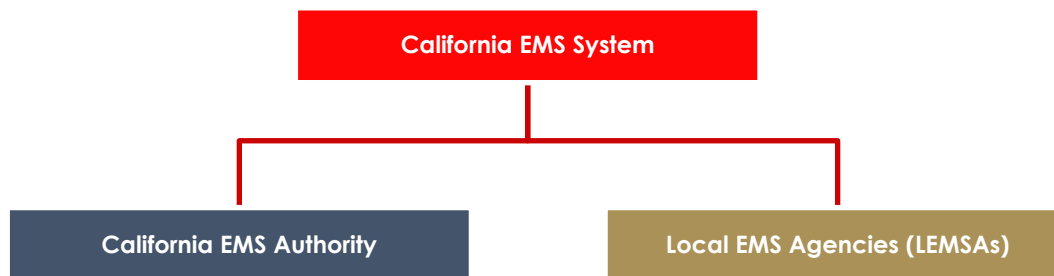 California EMS System
California EMS Authority
Local EMS Agencies (LEMSAs)